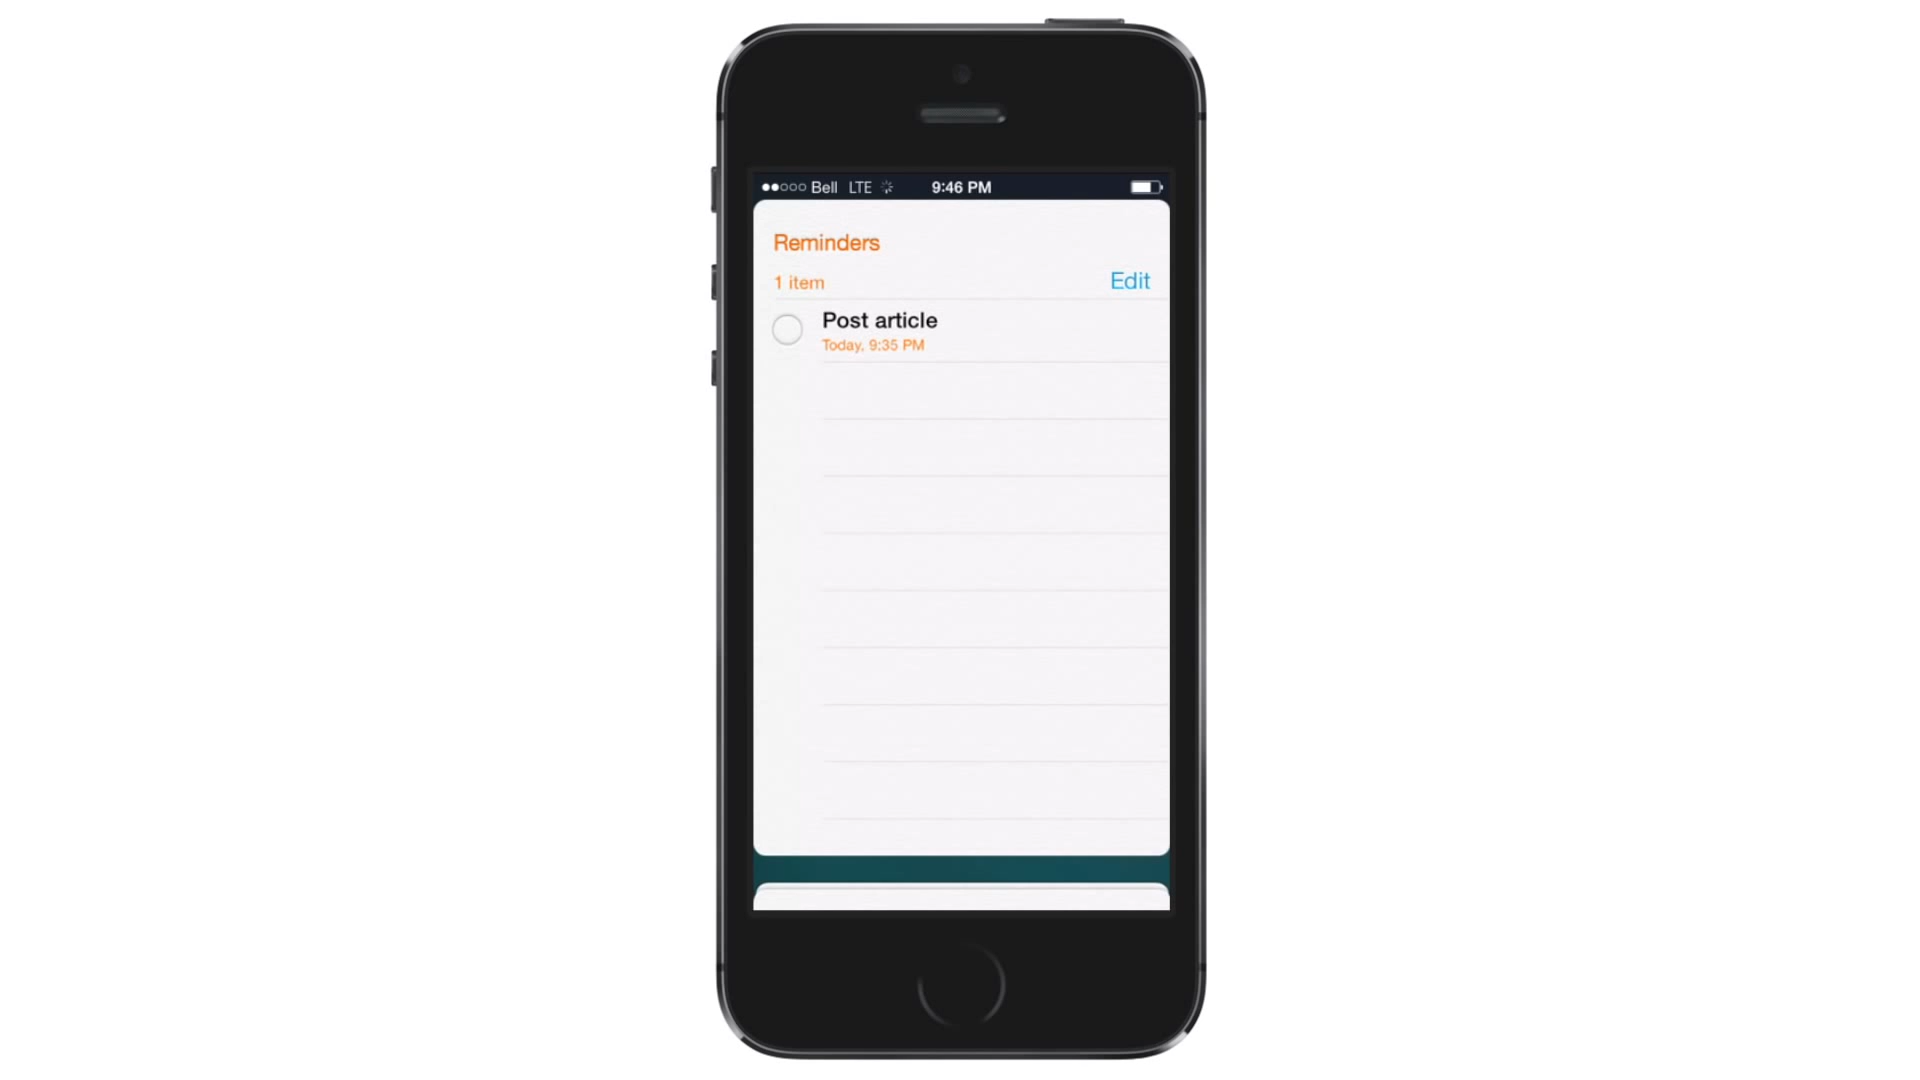 Bell LTE 9:46 PM
Reminders
1 item Edit
Post article
Today, 9:35 PM